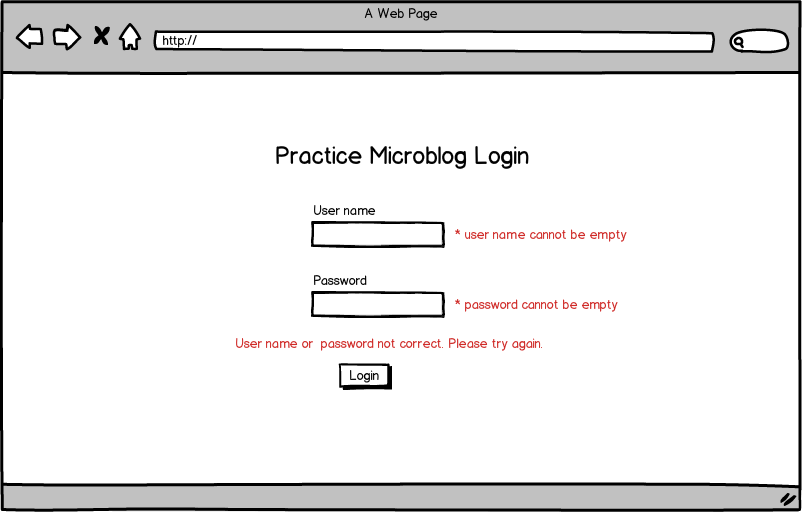 A Web Page
http://
Practice Microblog Login
User name
* user name cannot be empty
Password
* password cannot be empty
User name or  password not correct. Please try again.
Login